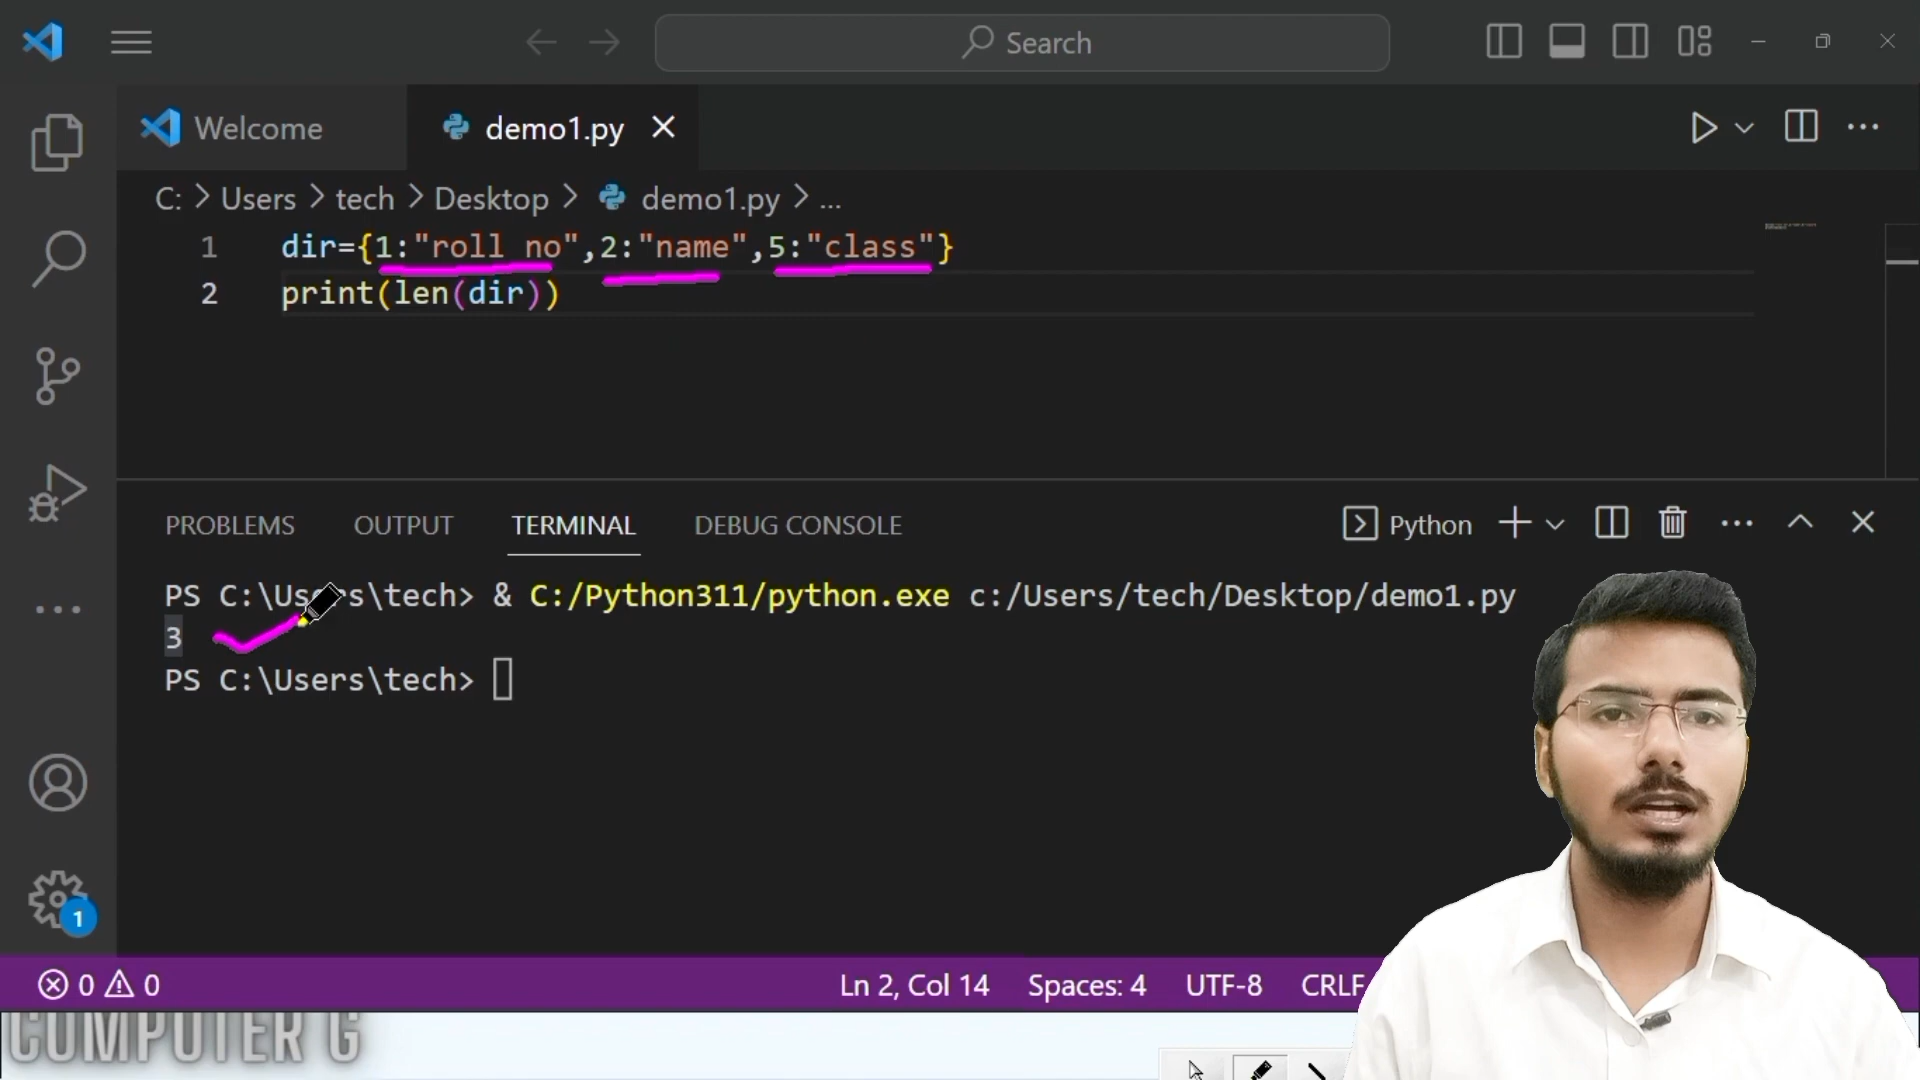 Search
Welcome
demo1.py
C: > Users > tech > Desktop > demo1.py > ...
1 dir={1:"roll no",2:"name",5:"class"}
2 print(len(dir))
PROBLEMS OUTPUT TERMINAL DEBUG CONSOLE
Python
PS C:\Users\tech> & C:/Python311/python.exe c:/Users/tech/Desktop/demo1.py
3
PS C:\Users\tech>
1
0 0
Ln 2, Col 14 Spaces: 4 UTF-8 CRLF
COMPUTER G